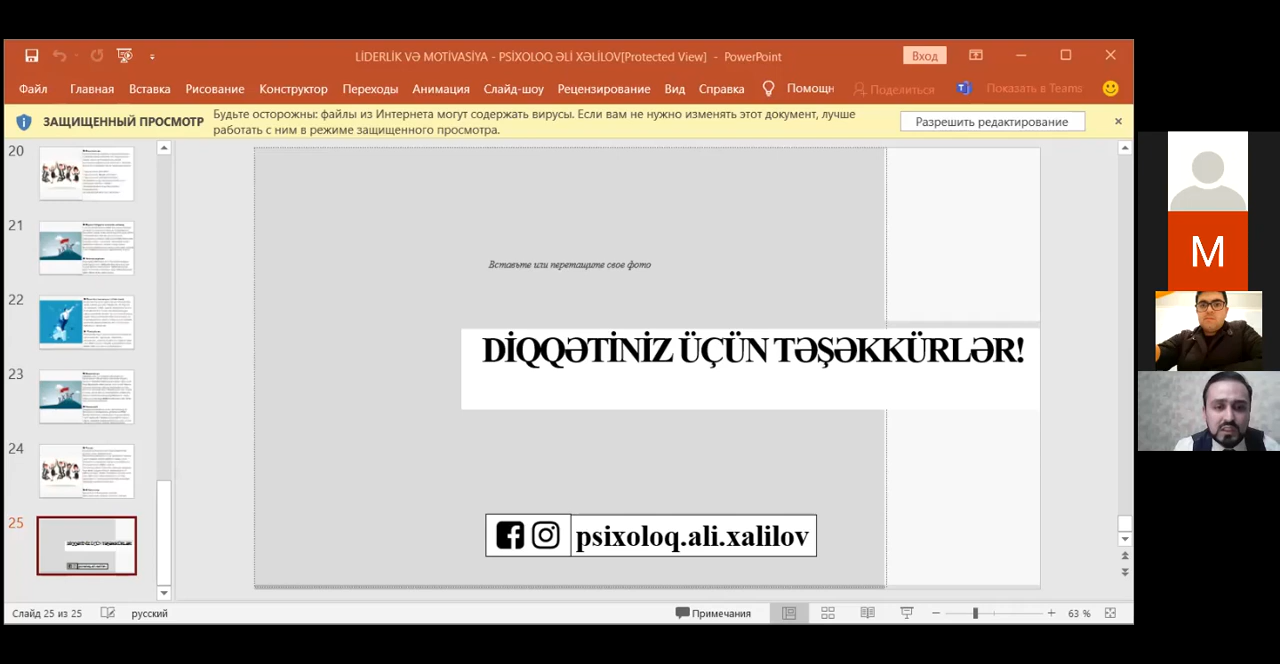 LİDERLİK VƏ MOTİVASİYA - PSİXOLOQ ƏLİ XƏLİLOV[Protected View] - PowerPoint
Вход
Файл Главная Вставка Рисование Конструктор Переходы Анимация Слайд-шоу Рецензирование Вид Справка Помощн Поделиться Показать в Teams
ЗАЩИЩЕННЫЙ ПРОСМОТР
Будьте осторожны: файлы из Интернета могут содержать вирусы. Если вам не нужно изменять этот документ, лучше
работать с ним в режиме защищенного просмотра.
Разрешить редактирование
20
21
22
23
24
25
Вставьте или перетащите свое фото
DİQQƏTİNİZ ÜÇÜN TƏŞƏKKÜRLƏR!
psixoloq.ali.xalilov
M
Слайд 25 из 25
русский
Примечания
63 %